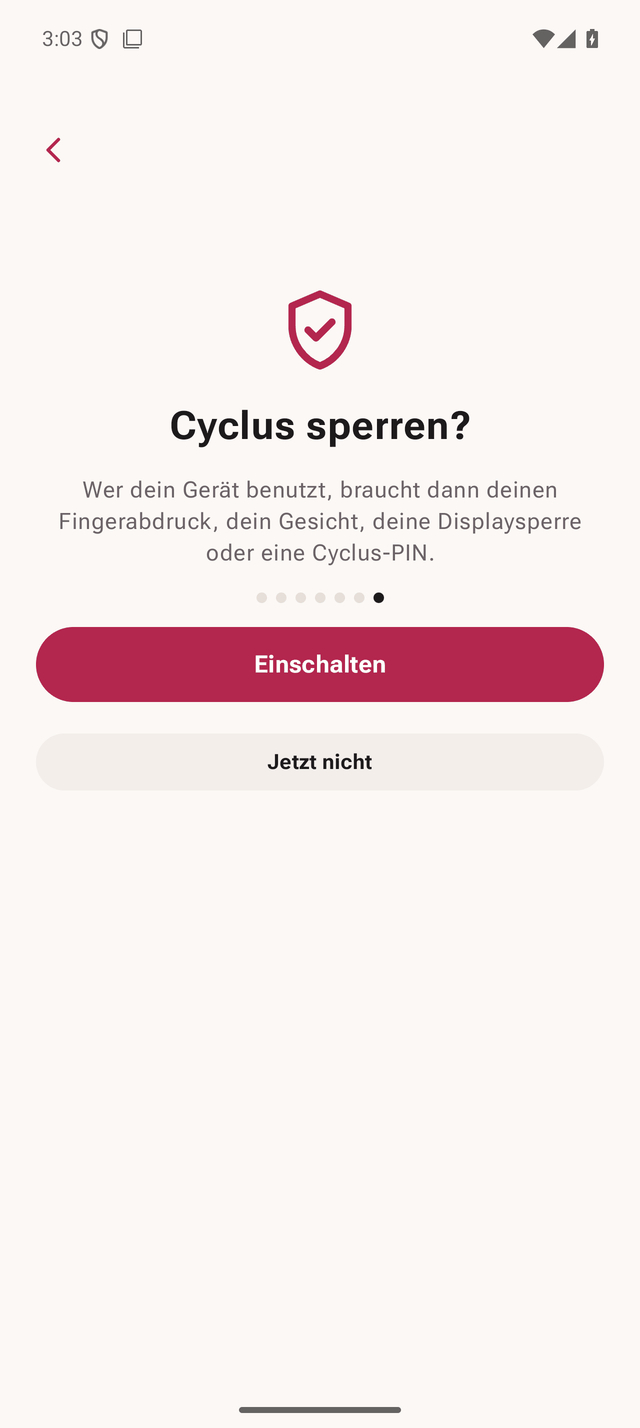 3:03
Cyclus sperren?
Wer dein Gerät benutzt, braucht dann deinen
Fingerabdruck, dein Gesicht, deine Displaysperre
oder eine Cyclus-PIN.
Einschalten
Jetzt nicht